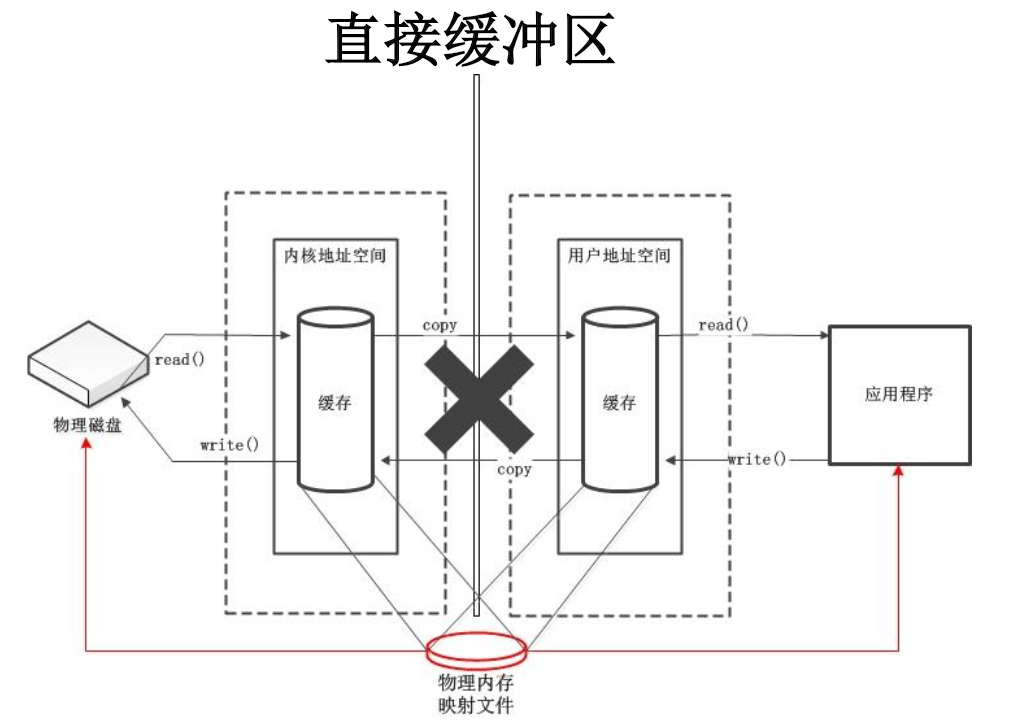 直接缓冲区
内核地址空间
用户地址空间
copy
read()
read()
缓存
缓存
应用程序
物理磁盘
write()
copy
write()
物理内存
映射文件